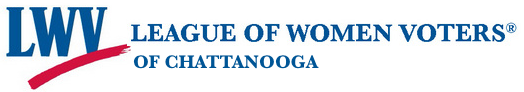 LWV
LEAGUE OF WOMEN VOTERS®
OF CHATTANOOGA